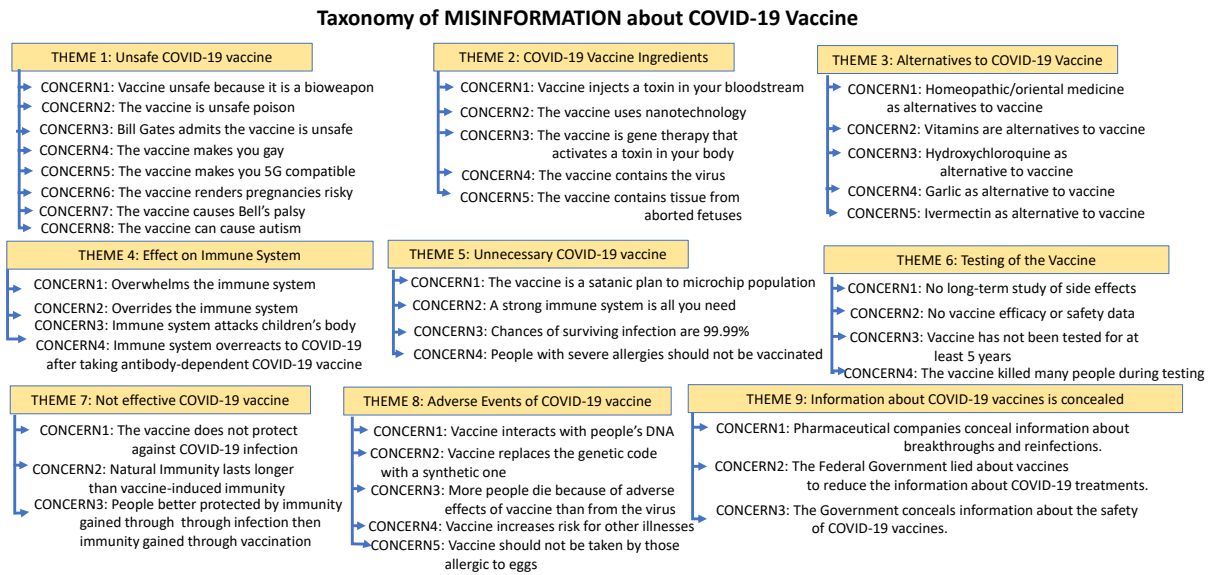 Taxonomy of MISINFORMATION about COVID-19 Vaccine
THEME 1: Unsafe COVID-19 vaccine
CONCERN1: Vaccine unsafe because it is a bioweapon
CONCERN2: The vaccine is unsafe poison
CONCERN3: Bill Gates admits the vaccine is unsafe
CONCERN4: The vaccine makes you gay
CONCERN5: The vaccine makes you 5G compatible
CONCERN6: The vaccine renders pregnancies risky
CONCERN7: The vaccine causes Bell's palsy
CONCERN8: The vaccine can cause autism
THEME 2: COVID-19 Vaccine Ingredients
CONCERN1: Vaccine injects a toxin in your bloodstream
CONCERN2: The vaccine uses nanotechnology
CONCERN3: The vaccine is gene therapy that
activates a toxin in your body
CONCERN4: The vaccine contains the virus
CONCERN5: The vaccine contains tissue from
aborted fetuses
THEME 3: Alternatives to COVID-19 Vaccine
CONCERN1: Homeopathic/oriental medicine
as alternatives to vaccine
CONCERN2: Vitamins are alternatives to vaccine
CONCERN3: Hydroxychloroquine as
alternative to vaccine
CONCERN4: Garlic as alternative to vaccine
CONCERN5: Ivermectin as alternative to vaccine
THEME 4: Effect on Immune System
CONCERN1: Overwhelms the immune system
CONCERN2: Overrides the immune system
CONCERN3: Immune system attacks children's body
CONCERN4: Immune system overreacts to COVID-19
after taking antibody-dependent COVID-19 vaccine
THEME 5: Unnecessary COVID-19 vaccine
CONCERN1: The vaccine is a satanic plan to microchip population
CONCERN2: A strong immune system is all you need
CONCERN3: Chances of surviving infection are 99.99%
CONCERN4: People with severe allergies should not be vaccinated
THEME 6: Testing of the Vaccine
CONCERN1: No long-term study of side effects
CONCERN2: No vaccine efficacy or safety data
CONCERN3: Vaccine has not been tested for at
least 5 years
CONCERN4: The vaccine killed many people during testing
THEME 7: Not effective COVID-19 vaccine
CONCERN1: The vaccine does not protect
against COVID-19 infection
CONCERN2: Natural Immunity lasts longer
than vaccine-induced immunity
CONCERN3: People better protected by immunity
gained through through infection then
immunity gained through vaccination
THEME 8: Adverse Events of COVID-19 vaccine
CONCERN1: Vaccine interacts with people's DNA
CONCERN2: Vaccine replaces the genetic code
with a synthetic one
CONCERN3: More people die because of adverse
effects of vaccine than from the virus
CONCERN4: Vaccine increases risk for other illnesses
CONCERN5: Vaccine should not be taken by those
allergic to eggs
THEME 9: Information about COVID-19 vaccines is concealed
CONCERN1: Pharmaceutical companies conceal information about
breakthroughs and reinfections.
CONCERN2: The Federal Government lied about vaccines
to reduce the information about COVID-19 treatments.
CONCERN3: The Government conceals information about the safety
of COVID-19 vaccines.